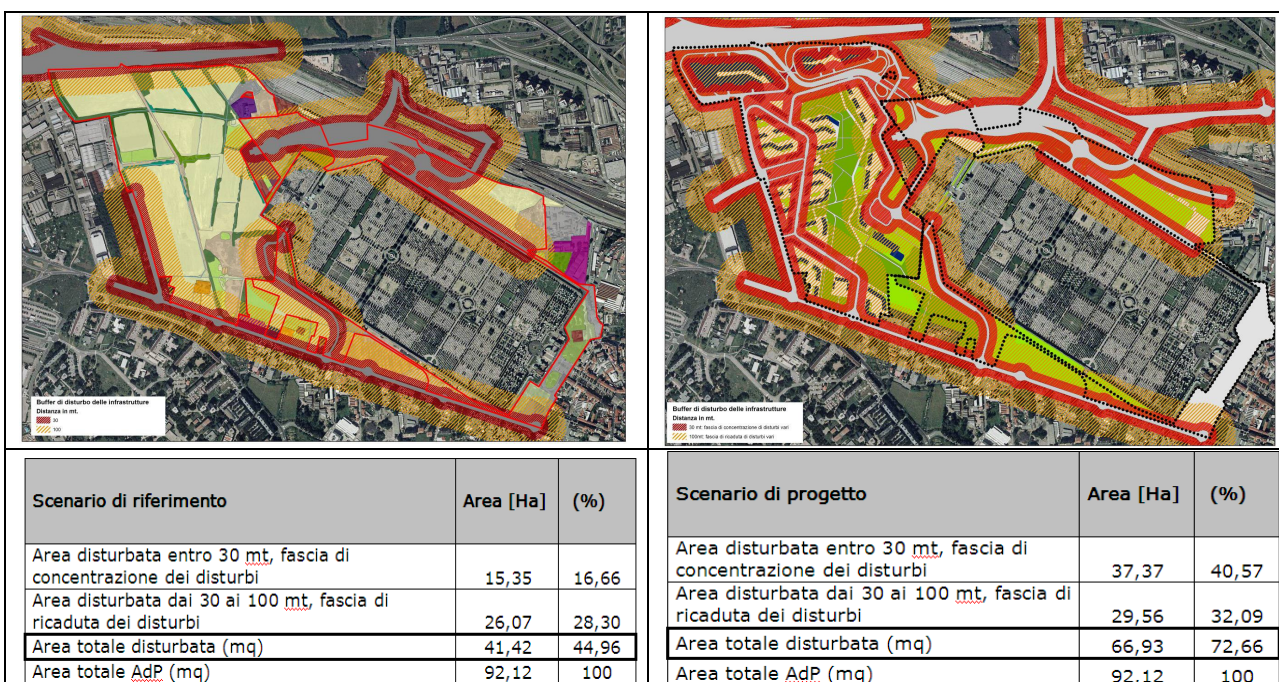 Buffer di disturbo delle infrastrutture
Distanza in mt.
30
100
Buffer di disturbo delle infrastrutture
Distanza in mt.
30 mt: fascia di concentrazione di disturbi vari
100mt: fascia di ricaduta di disturbi vari
Scenario di riferimento Area [Ha] (%)
Area disturbata entro 30 mt, fascia di
concentrazione dei disturbi 15,35 16,66
Area disturbata dai 30 ai 100 mt, fascia di
ricaduta dei disturbi 26,07 28,30
Area totale disturbata (mq) 41,42 44,96
Area totale AdP (mq) 92,12 100
Scenario di progetto Area [Ha] (%)
Area disturbata entro 30 mt, fascia di
concentrazione dei disturbi 37,37 40,57
Area disturbata dai 30 ai 100 mt, fascia di
ricaduta dei disturbi 29,56 32,09
Area totale disturbata (mq) 66,93 72,66
Area totale AdP (mq) 92,12 100